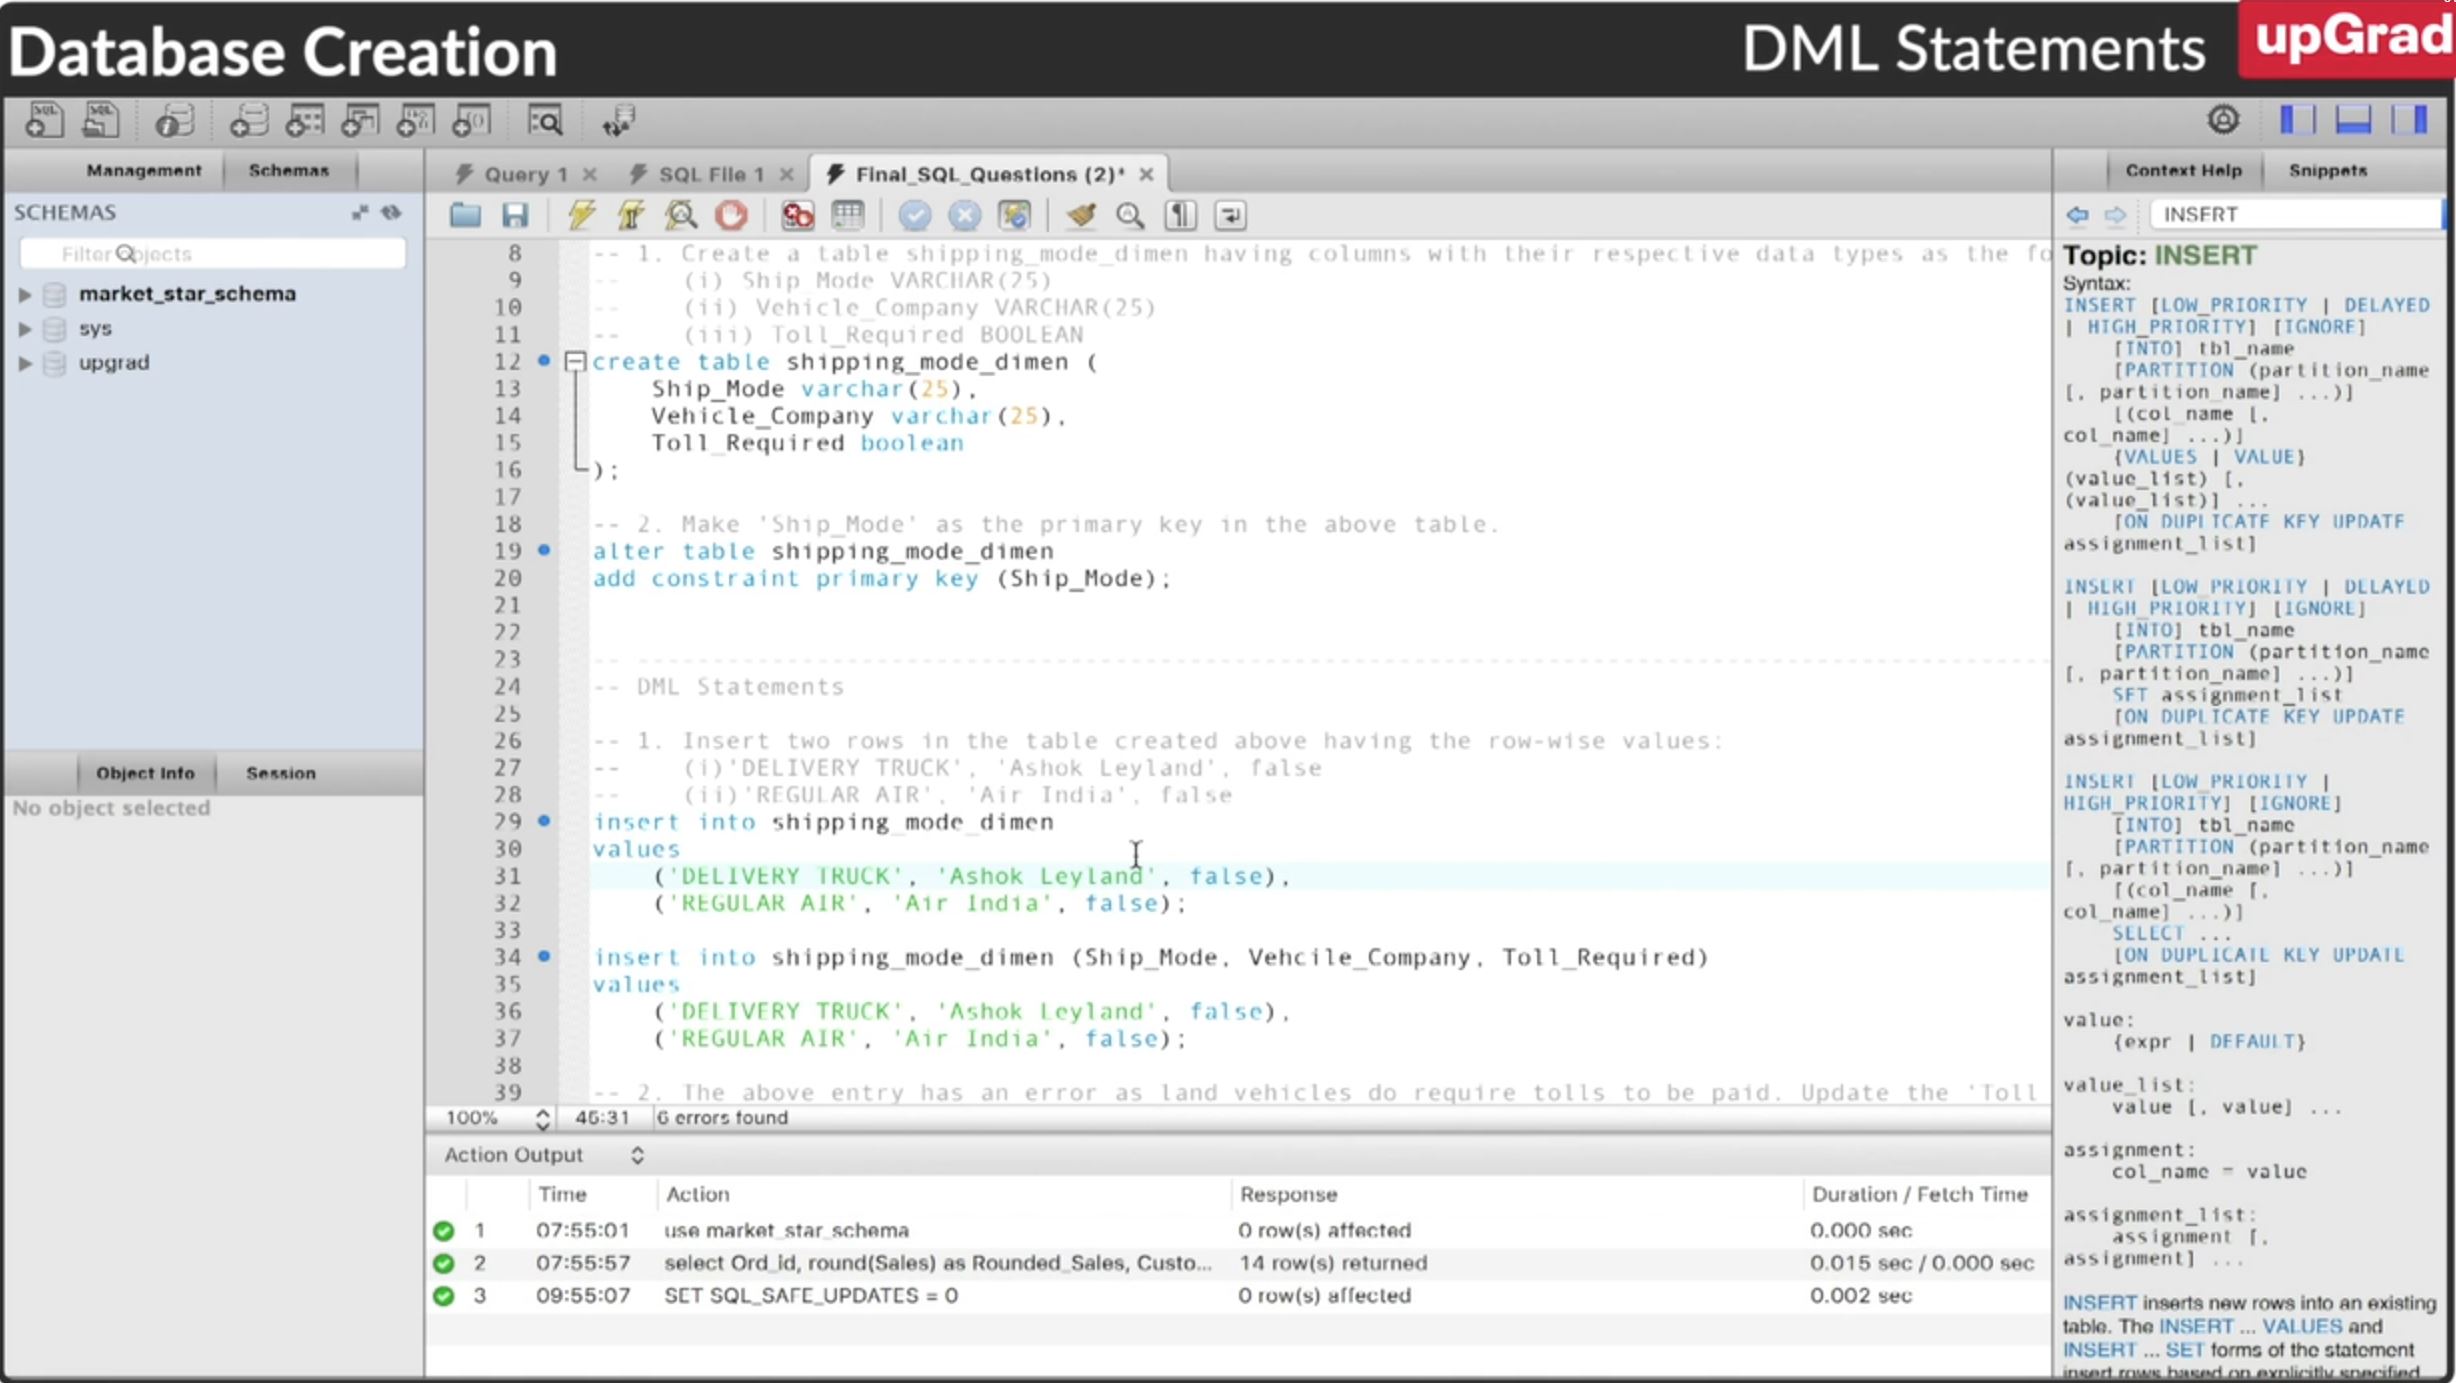 Database Creation
DML Statements
upGrad
Management
Schemas
Query 1
SQL File 1
Final_SQL_Questions (2)*
Context Help
Snippets
SCHEMAS
INSERT
Filter objects
market_star_schema
sys
upgrad
Object Info
Session
No object selected
8 -- 1. Create a table shipping_mode_dimen having columns with their respective data types as the fo
9 -- (i) Ship_Mode VARCHAR(25)
10 -- (ii) Vehicle_Company VARCHAR(25)
11 -- (iii) Toll_Required BOOLEAN
12 create table shipping_mode_dimen (
13 Ship_Mode varchar(25),
14 Vehicle_Company varchar(25),
15 Toll_Required boolean
16 );
17
18 -- 2. Make 'Ship_Mode' as the primary key in the above table.
19 alter table shipping_mode_dimen
20 add constraint primary key (Ship_Mode);
21
22
23 -- ----------------------------------------------------------------
24 -- DML Statements
25
26 -- 1. Insert two rows in the table created above having the row-wise values:
27 -- (i)'DELIVERY TRUCK', 'Ashok Leyland', false
28 -- (ii)'REGULAR AIR', 'Air India', false
29 insert into shipping_mode_dimen
30 values
31 ('DELIVERY TRUCK', 'Ashok Leyland', false),
32 ('REGULAR AIR', 'Air India', false);
33
34 insert into shipping_mode_dimen (Ship_Mode, Vehcile_Company, Toll_Required)
35 values
36 ('DELIVERY TRUCK', 'Ashok Leyland', false),
37 ('REGULAR AIR', 'Air India', false);
38
39 -- 2. The above entry has an error as land vehicles do require tolls to be paid. Update the 'Toll
100%
45:31
6 errors found
Action Output
Time Action Response Duration / Fetch Time
1 07:55:01 use market_star_schema 0 row(s) affected 0.000 sec
2 07:55:57 select Ord_id, round(Sales) as Rounded_Sales, Custo... 14 row(s) returned 0.015 sec / 0.000 sec
3 09:55:07 SET SQL_SAFE_UPDATES = 0 0 row(s) affected 0.002 sec
Topic: INSERT
Syntax:
INSERT [LOW_PRIORITY | DELAYED
| HIGH_PRIORITY] [IGNORE]
[INTO] tbl_name
[PARTITION (partition_name
[, partition_name] ...)]
[(col_name [,
col_name] ...)]
{VALUES | VALUE}
(value_list) [,
(value_list)] ...
[ON DUPLICATE KEY UPDATE
assignment_list]
INSERT [LOW_PRIORITY | DELAYED
| HIGH_PRIORITY] [IGNORE]
[INTO] tbl_name
[PARTITION (partition_name
[, partition_name] ...)]
SET assignment_list
[ON DUPLICATE KEY UPDATE
assignment_list]
INSERT [LOW_PRIORITY |
HIGH_PRIORITY] [IGNORE]
[INTO] tbl_name
[PARTITION (partition_name
[, partition_name] ...)]
[(col_name [,
col_name] ...)]
SELECT ...
[ON DUPLICATE KEY UPDATE
assignment_list]
value:
{expr | DEFAULT}
value_list:
value [, value] ...
assignment:
col_name = value
assignment_list:
assignment [,
assignment] ...
INSERT inserts new rows into an existing
table. The INSERT ... VALUES and
INSERT ... SET forms of the statement
insert rows based on explicitly specified